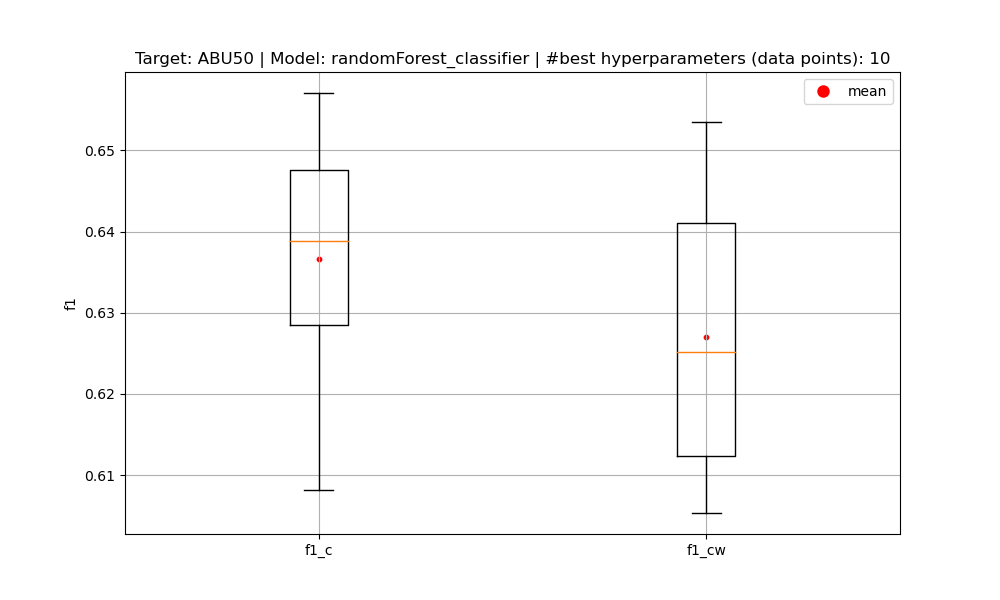 Target: ABU50 | Model: randomForest_classifier | #best hyperparameters (data points): 10
mean
0.65
0.64
0.63
0.62
0.61
f1
f1_c
f1_cw